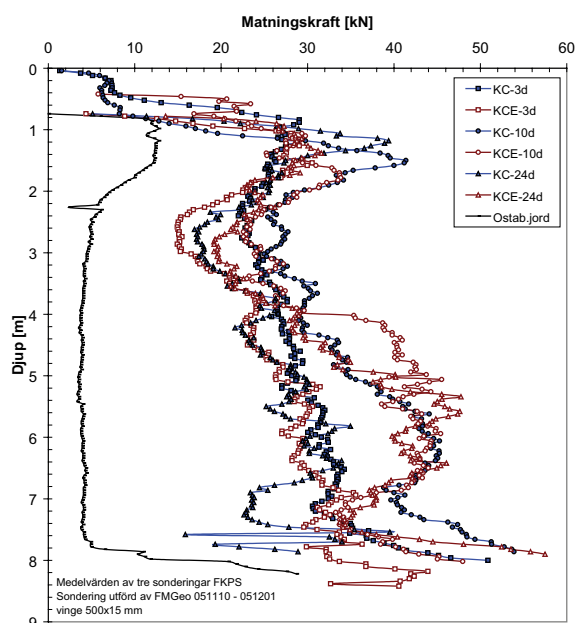 Matningskraft [kN]
0 10 20 30 40 50 60
Djup [m]
0
1
2
3
4
5
6
7
8
9
KC-3d
KCE-3d
KC-10d
KCE-10d
KC-24d
KCE-24d
Ostab.jord
Medelvärden av tre sonderingar FKPS
Sondering utförd av FMGeo 051110 - 051201
vinge 500x15 mm